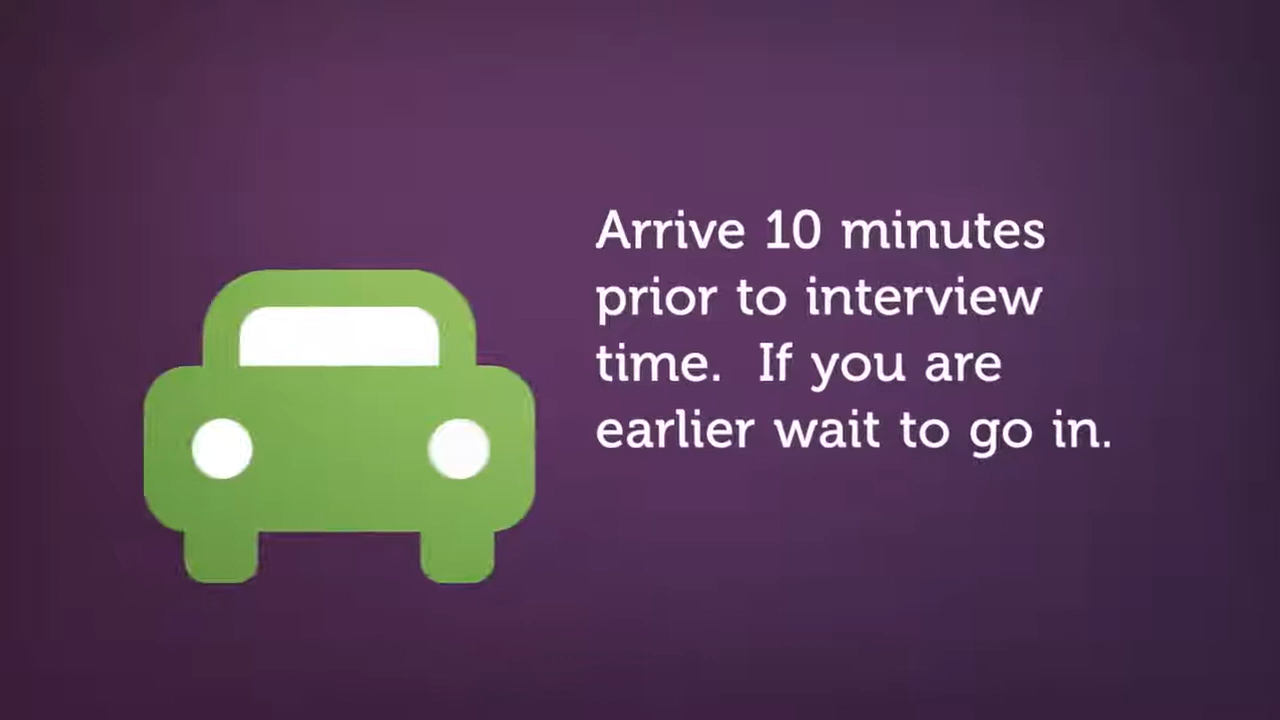 Arrive 10 minutes
prior to interview
time.  If you are
earlier wait to go in.